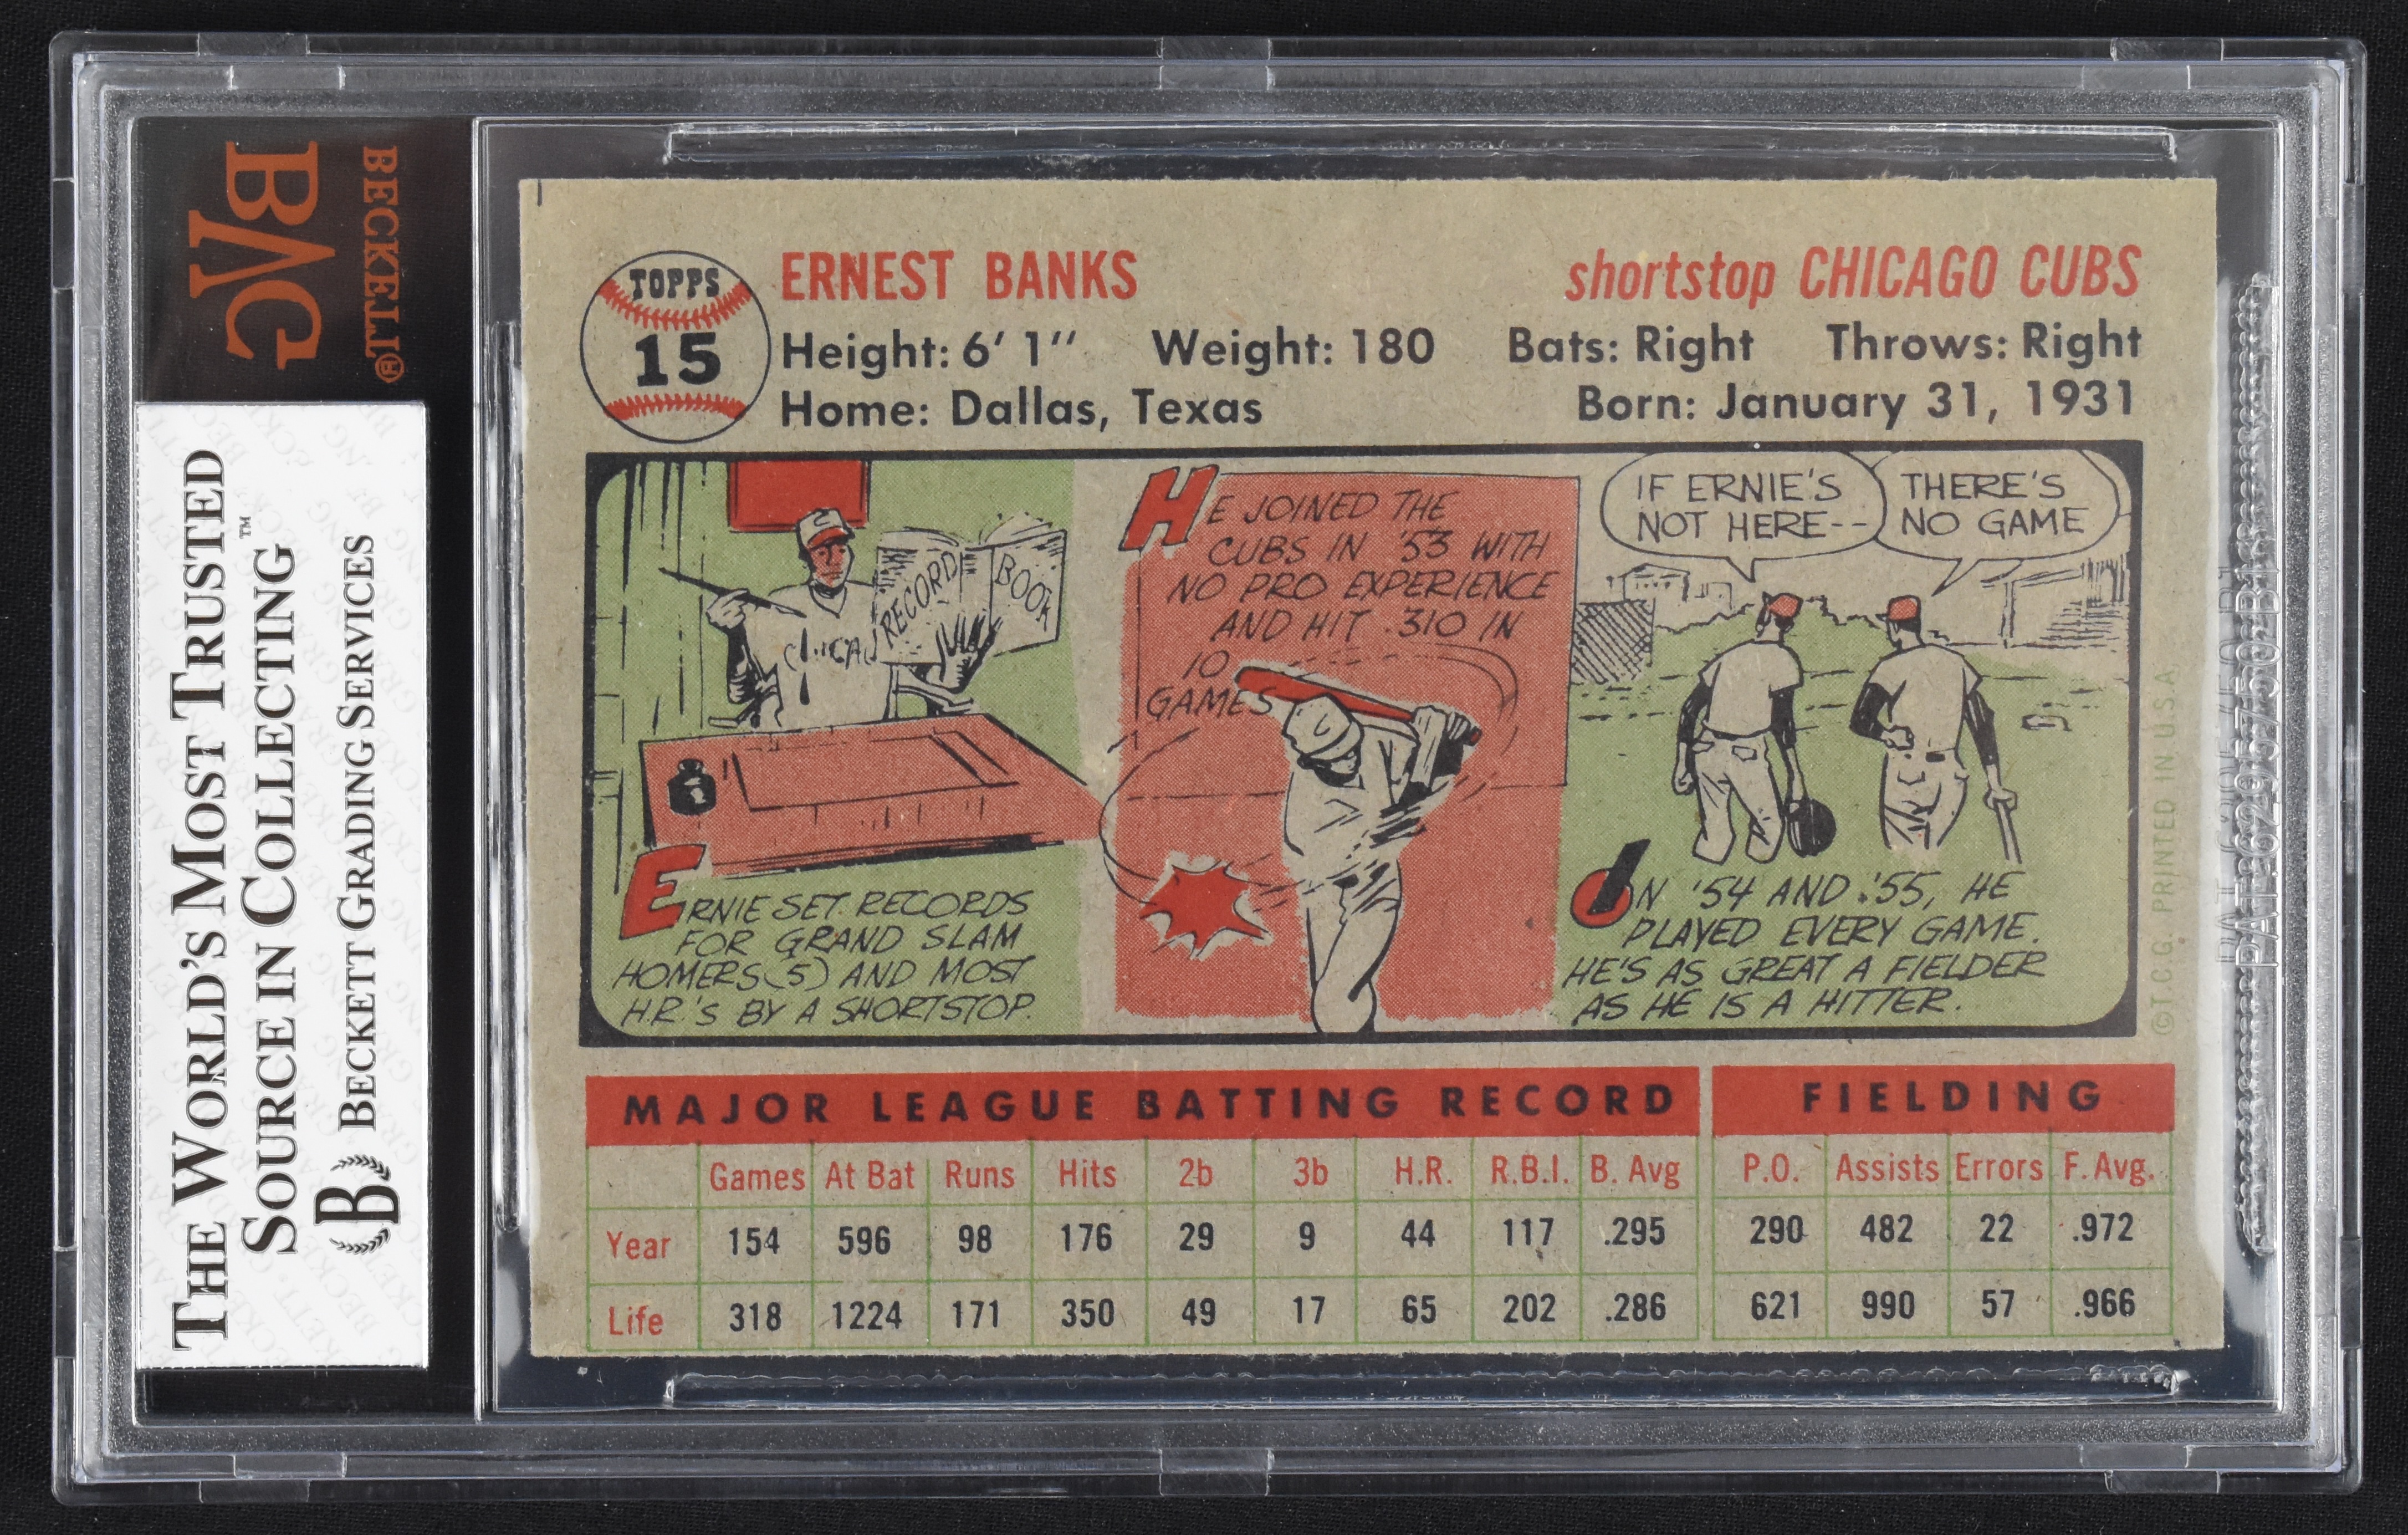 BECKETT®
BVG
THE WORLD'S MOST TRUSTED
SOURCE IN COLLECTING™
B BECKETT GRADING SERVICES
TOPPS
15
ERNEST BANKS
shortstop CHICAGO CUBS
Height: 6' 1" Weight: 180 Bats: Right Throws: Right
Home: Dallas, Texas Born: January 31, 1931
RECORD BOOK
ERNIE SET RECORDS
FOR GRAND SLAM
HOMERS (5) AND MOST
H.R.'S BY A SHORTSTOP.
HE JOINED THE
CUBS IN '53 WITH
NO PRO EXPERIENCE
AND HIT .310 IN
10
GAMES
IF ERNIE'S
NOT HERE--
THERE'S
NO GAME
IN '54 AND '55, HE
PLAYED EVERY GAME.
HE'S AS GREAT A FIELDER
AS HE IS A HITTER.
©T.C.G. PRINTED IN U.S.A.
MAJOR LEAGUE BATTING RECORD FIELDING
Games At Bat Runs Hits 2b 3b H.R. R.B.I. B. Avg P.O. Assists Errors F. Avg.
Year 154 596 98 176 29 9 44 117 .295 290 482 22 .972
Life 318 1224 171 350 49 17 65 202 .286 621 990 57 .966